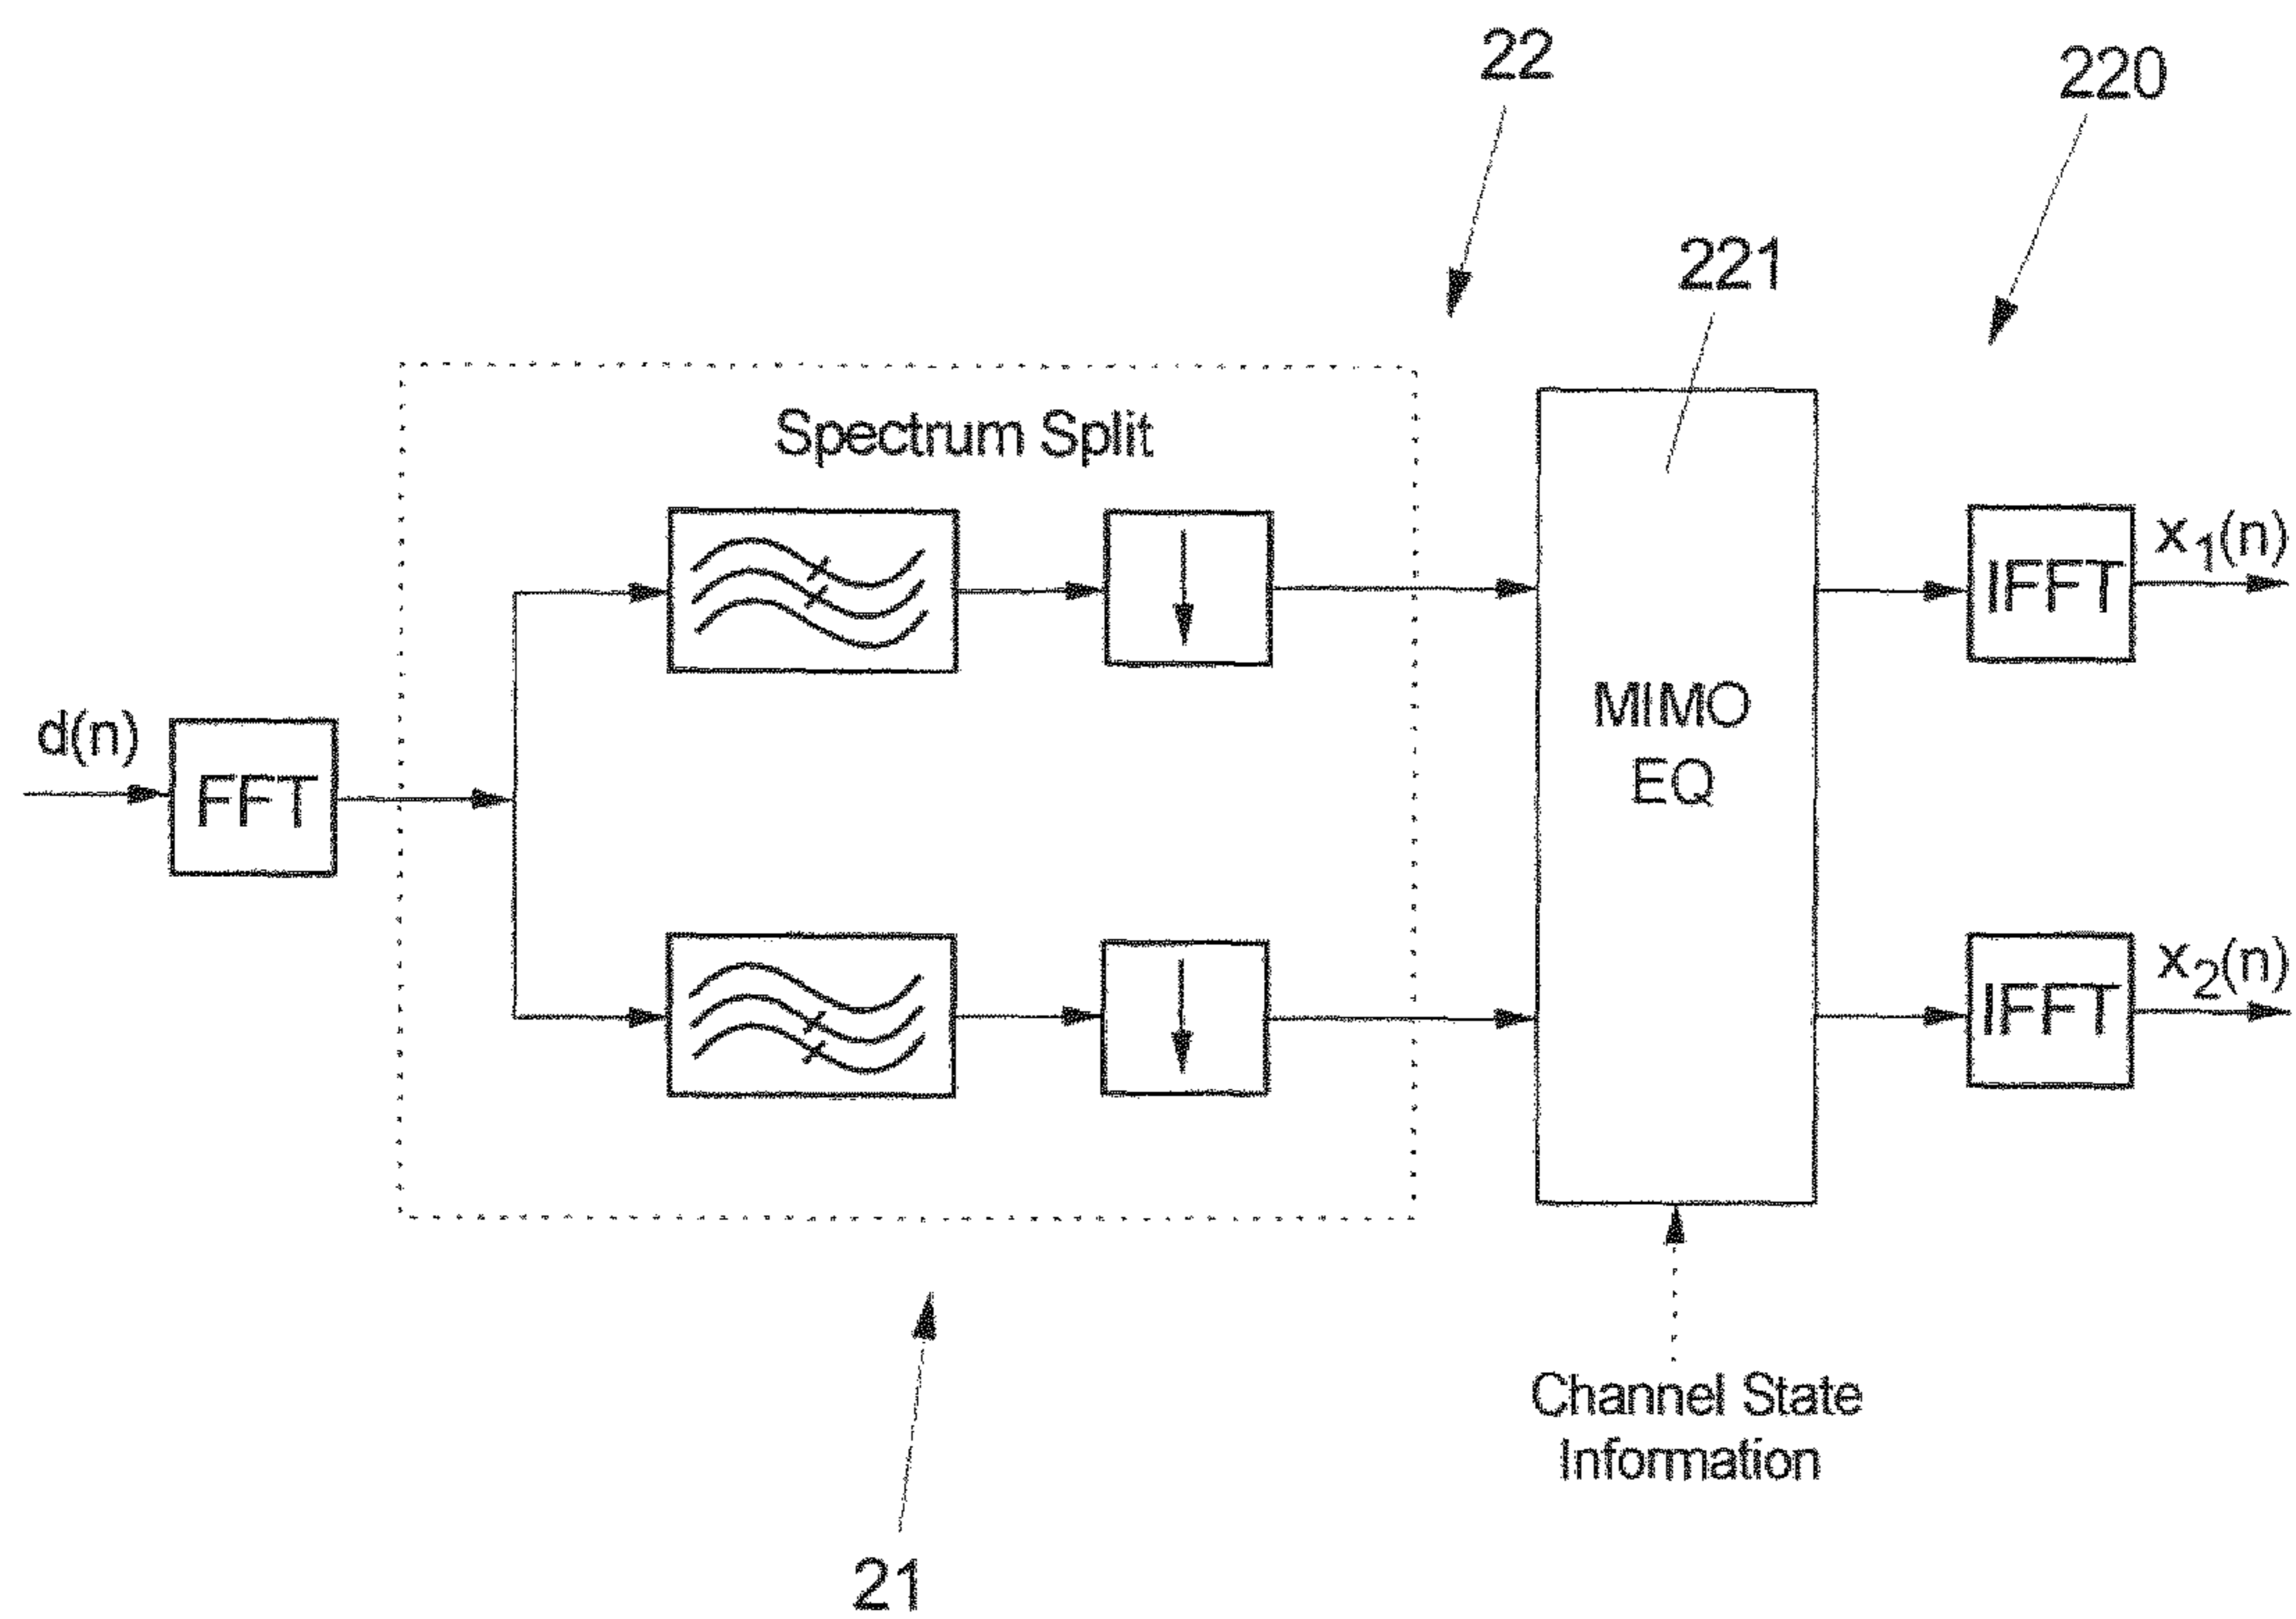 22
220
221
Spectrum Split
x1(n)
IFFT
d(n)
FFT
MIMO
EQ
x2(n)
IFFT
Channel State
Information
21